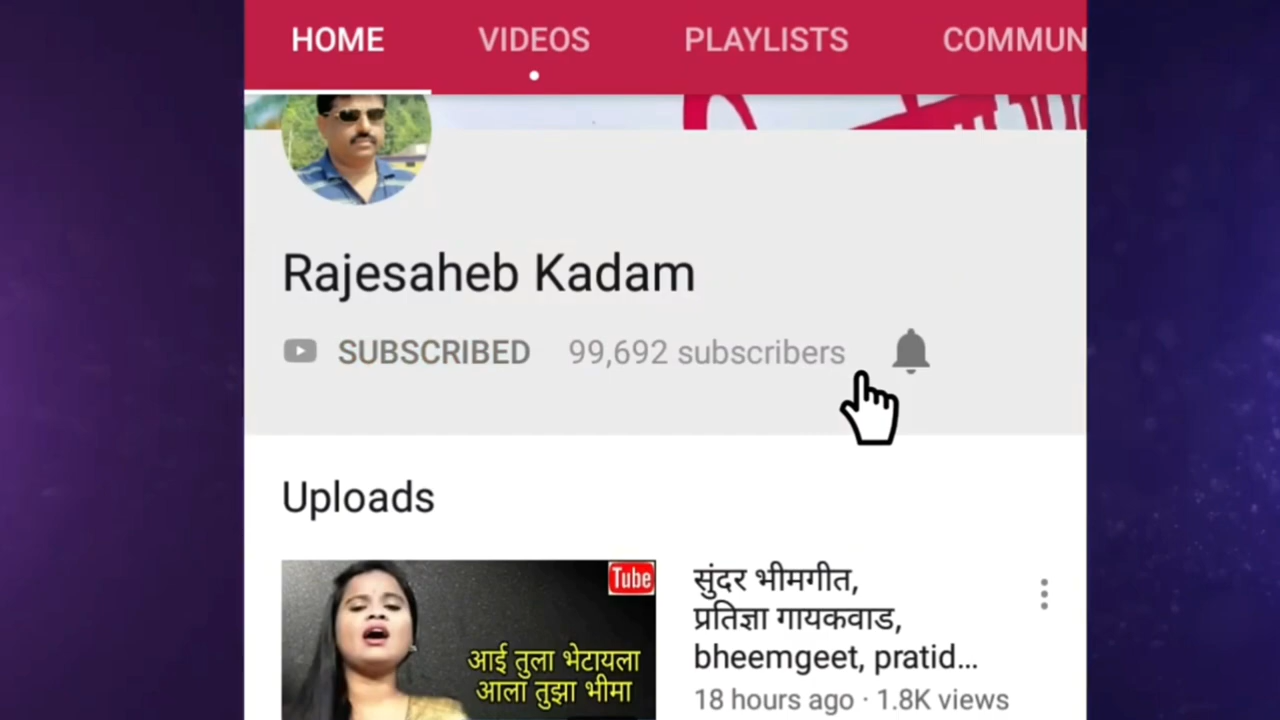 HOME VIDEOS PLAYLISTS COMMUN
Rajesaheb Kadam
SUBSCRIBED 99,692 subscribers
Uploads
Tube
आई तुला भेटायला
आला तुझा भीमा
सुंदर भीमगीत,
प्रतिज्ञा गायकवाड,
bheemgeet, pratid...
18 hours ago · 1.8K views